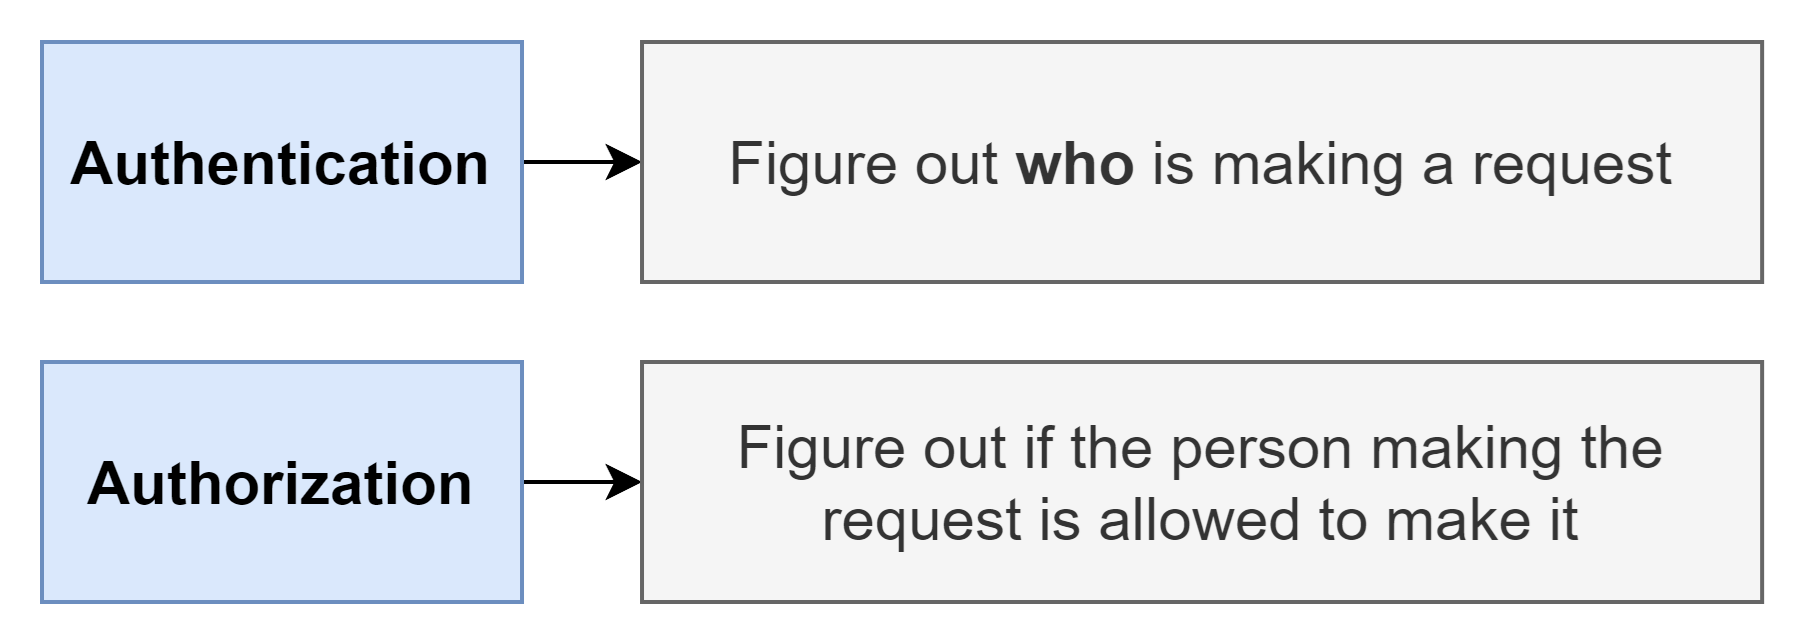 Authentication
Figure out who is making a request
Authorization
Figure out if the person making the
request is allowed to make it